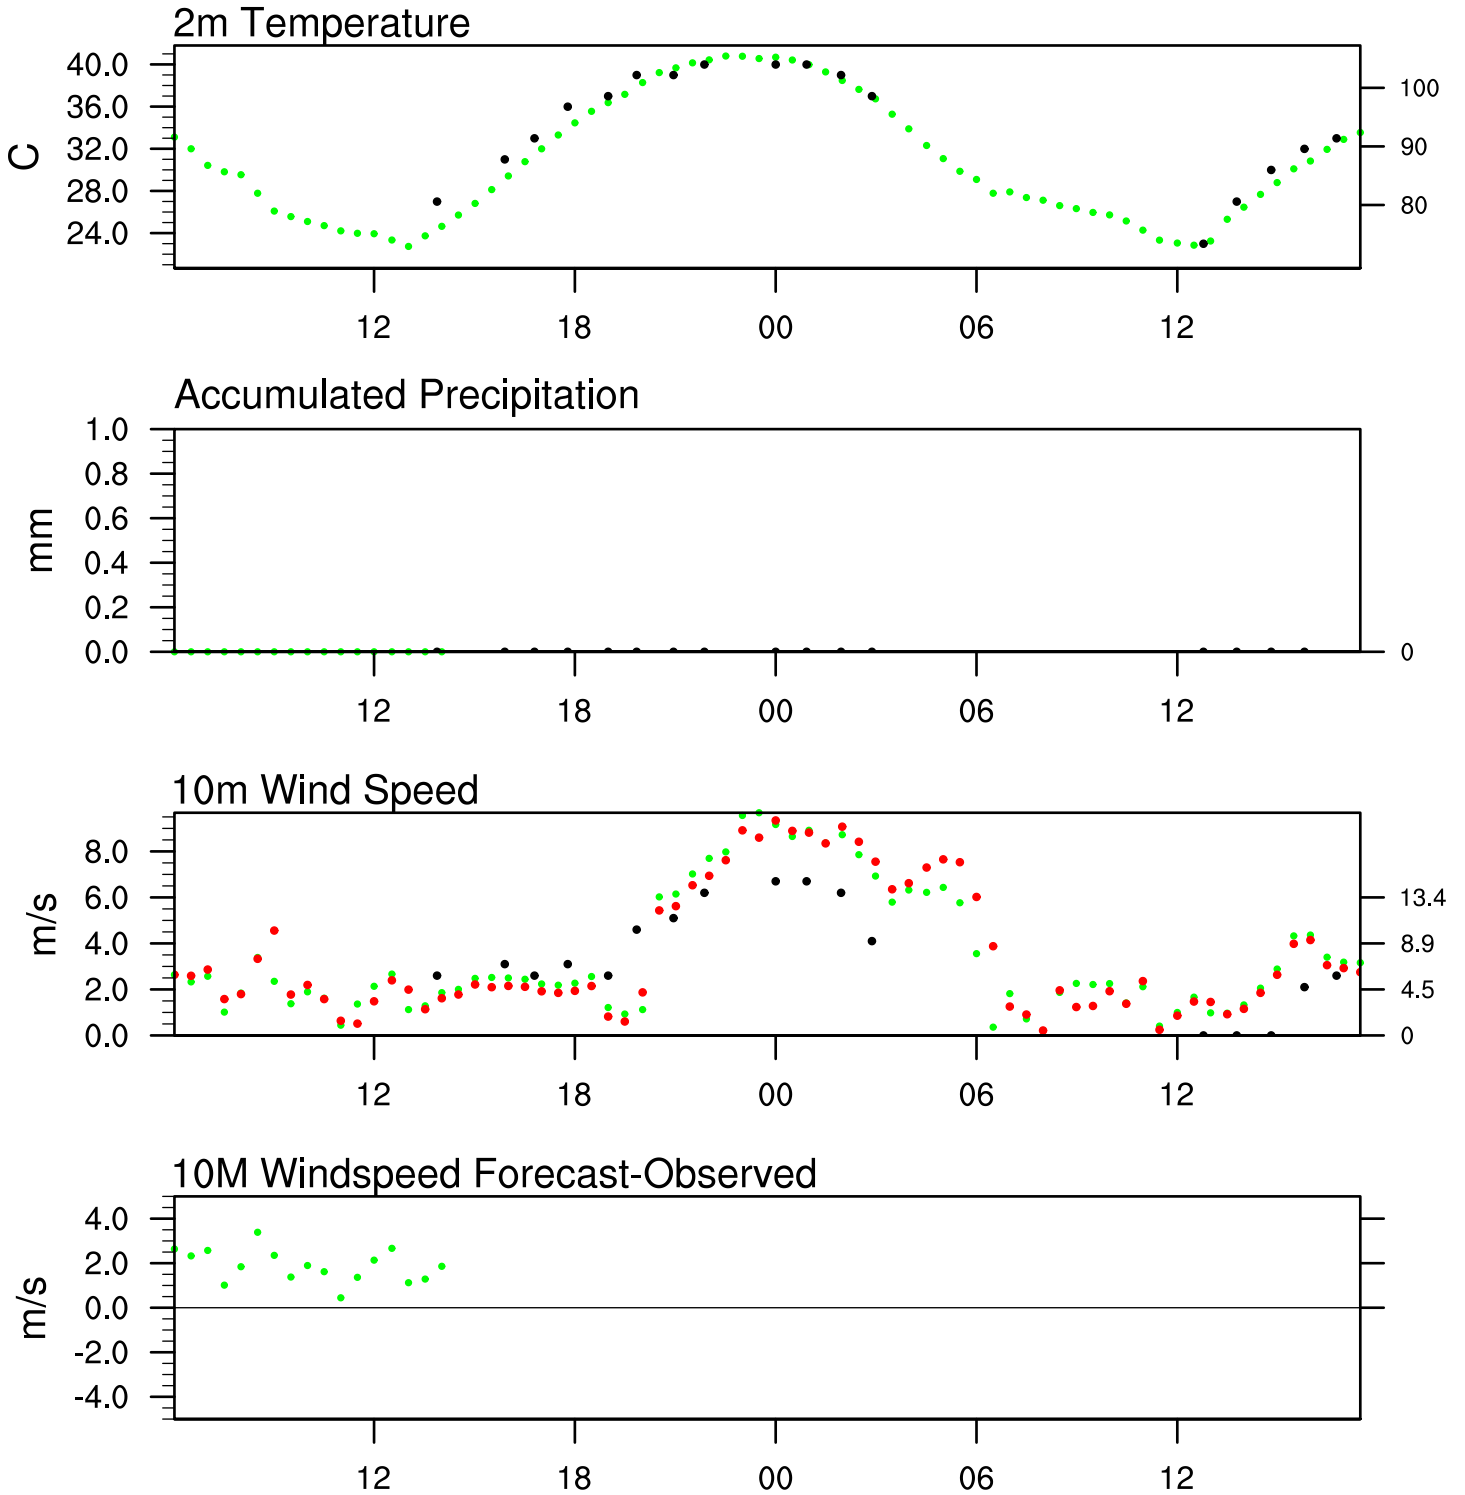 2m Temperature
40.0
36.0
32.0
28.0
24.0
C
100
90
80
12 18 00 06 12
Accumulated Precipitation
1.0
0.8
0.6
0.4
0.2
0.0
mm
0
12 18 00 06 12
10m Wind Speed
8.0
6.0
4.0
2.0
0.0
m/s
13.4
8.9
4.5
0
12 18 00 06 12
10M Windspeed Forecast-Observed
4.0
2.0
0.0
-2.0
-4.0
m/s
12 18 00 06 12